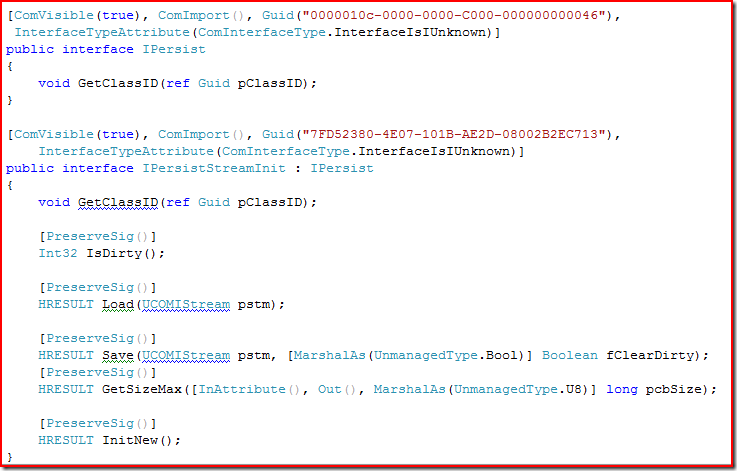 [ComVisible(true), ComImport(), Guid("0000010c-0000-0000-C000-000000000046"),
InterfaceTypeAttribute(ComInterfaceType.InterfaceIsIUnknown)]
public interface IPersist
{
void GetClassID(ref Guid pClassID);
}
[ComVisible(true), ComImport(), Guid("7FD52380-4E07-101B-AE2D-08002B2EC713"),
InterfaceTypeAttribute(ComInterfaceType.InterfaceIsIUnknown)]
public interface IPersistStreamInit : IPersist
{
void GetClassID(ref Guid pClassID);
[PreserveSig()]
Int32 IsDirty();
[PreserveSig()]
HRESULT Load(UCOMIStream pstm);
[PreserveSig()]
HRESULT Save(UCOMIStream pstm, [MarshalAs(UnmanagedType.Bool)] Boolean fClearDirty);
[PreserveSig()]
HRESULT GetSizeMax([InAttribute(), Out(), MarshalAs(UnmanagedType.U8)] long pcbSize);
[PreserveSig()]
HRESULT InitNew();
}